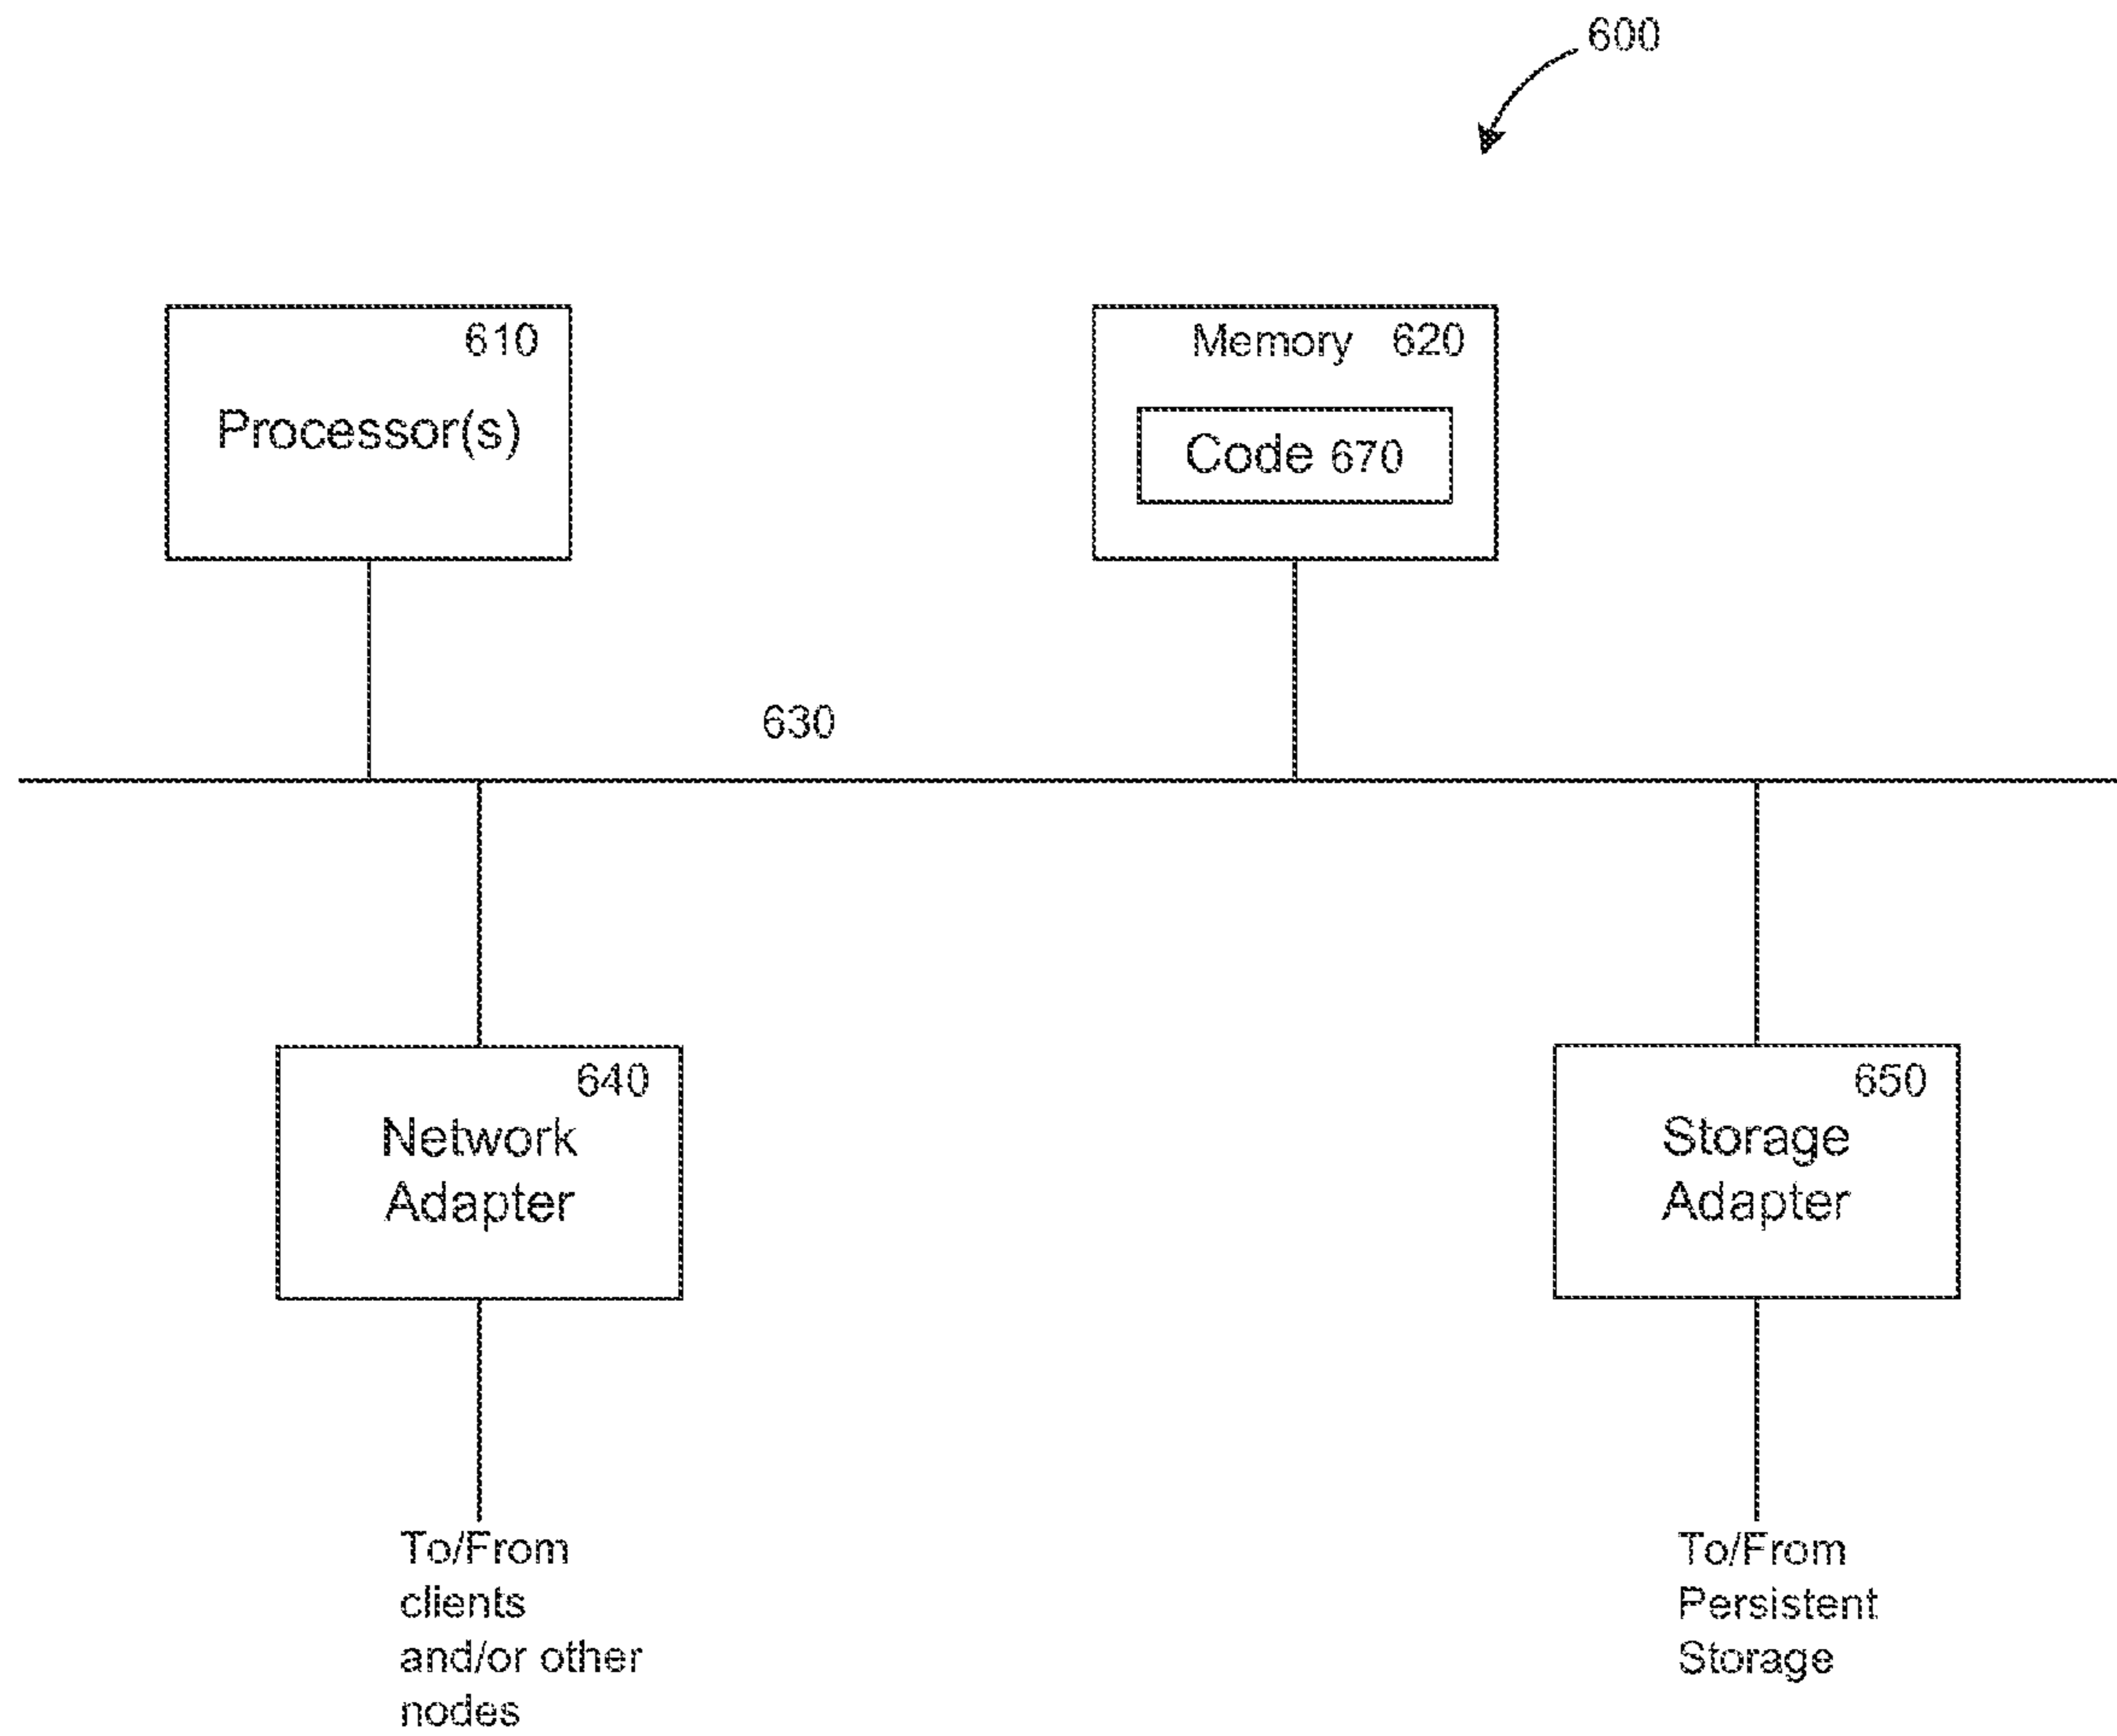 600
610
Processor(s)
Memory 620
Code 670
630
640
Network
Adapter
650
Storage
Adapter
To/From
clients
and/or other
nodes
To/From
Persistent
Storage